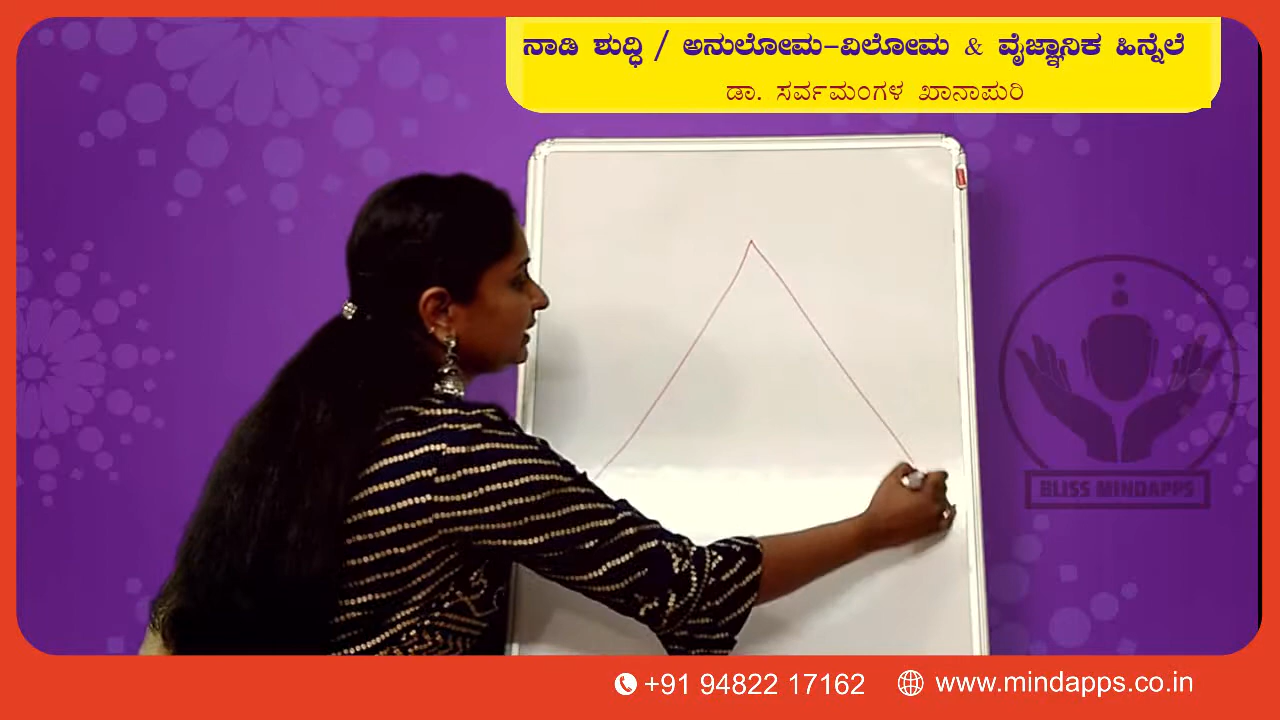 ನಾಡಿ ಶುದ್ಧಿ / ಅನುಲೋಮ-ವಿಲೋಮ & ವೈಜ್ಞಾನಿಕ ಹಿನ್ನೆಲೆ
ಡಾ. ಸರ್ವಮಂಗಳ ಖಾನಾಪುರಿ
BLISS MINDAPPS
+91 94822 17162 www.mindapps.co.in